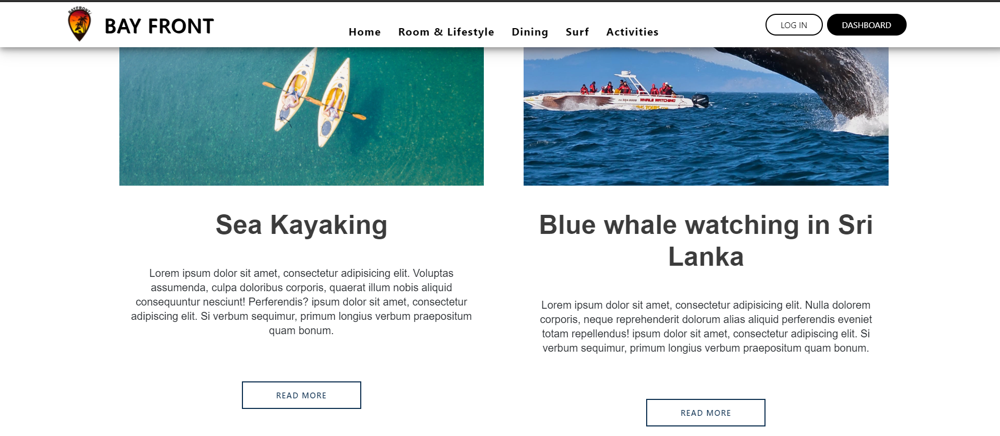 BAYFRONT
BAY FRONT
Home Room & Lifestyle Dining Surf Activities
LOG IN DASHBOARD
WHALE WATCHING
Sea Kayaking
Lorem ipsum dolor sit amet, consectetur adipisicing elit. Voluptas
assumenda, culpa doloribus corporis, quaerat illum nobis aliquid
consequuntur nesciunt! Perferendis? ipsum dolor sit amet, consectetur
adipiscing elit. Si verbum sequimur, primum longius verbum praepositum
quam bonum.
READ MORE
Blue whale watching in Sri
Lanka
Lorem ipsum dolor sit amet, consectetur adipisicing elit. Nulla dolorem
corporis, neque reprehenderit dolorum alias aliquid perferendis eveniet
totam repellendus! ipsum dolor sit amet, consectetur adipiscing elit. Si
verbum sequimur, primum longius verbum praepositum quam bonum.
READ MORE